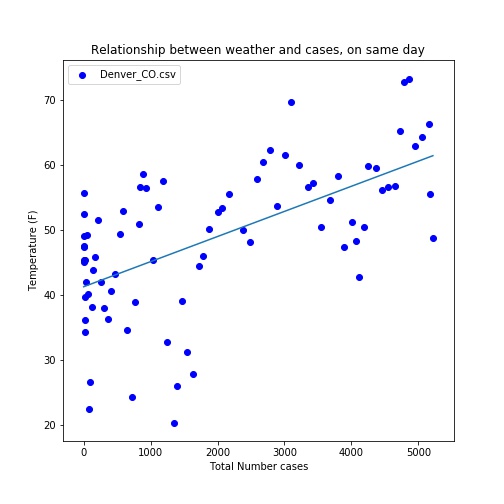 Relationship between weather and cases, on same day
Denver_CO.csv
70
60
50
40
30
20
Temperature (F)
0 1000 2000 3000 4000 5000
Total Number cases